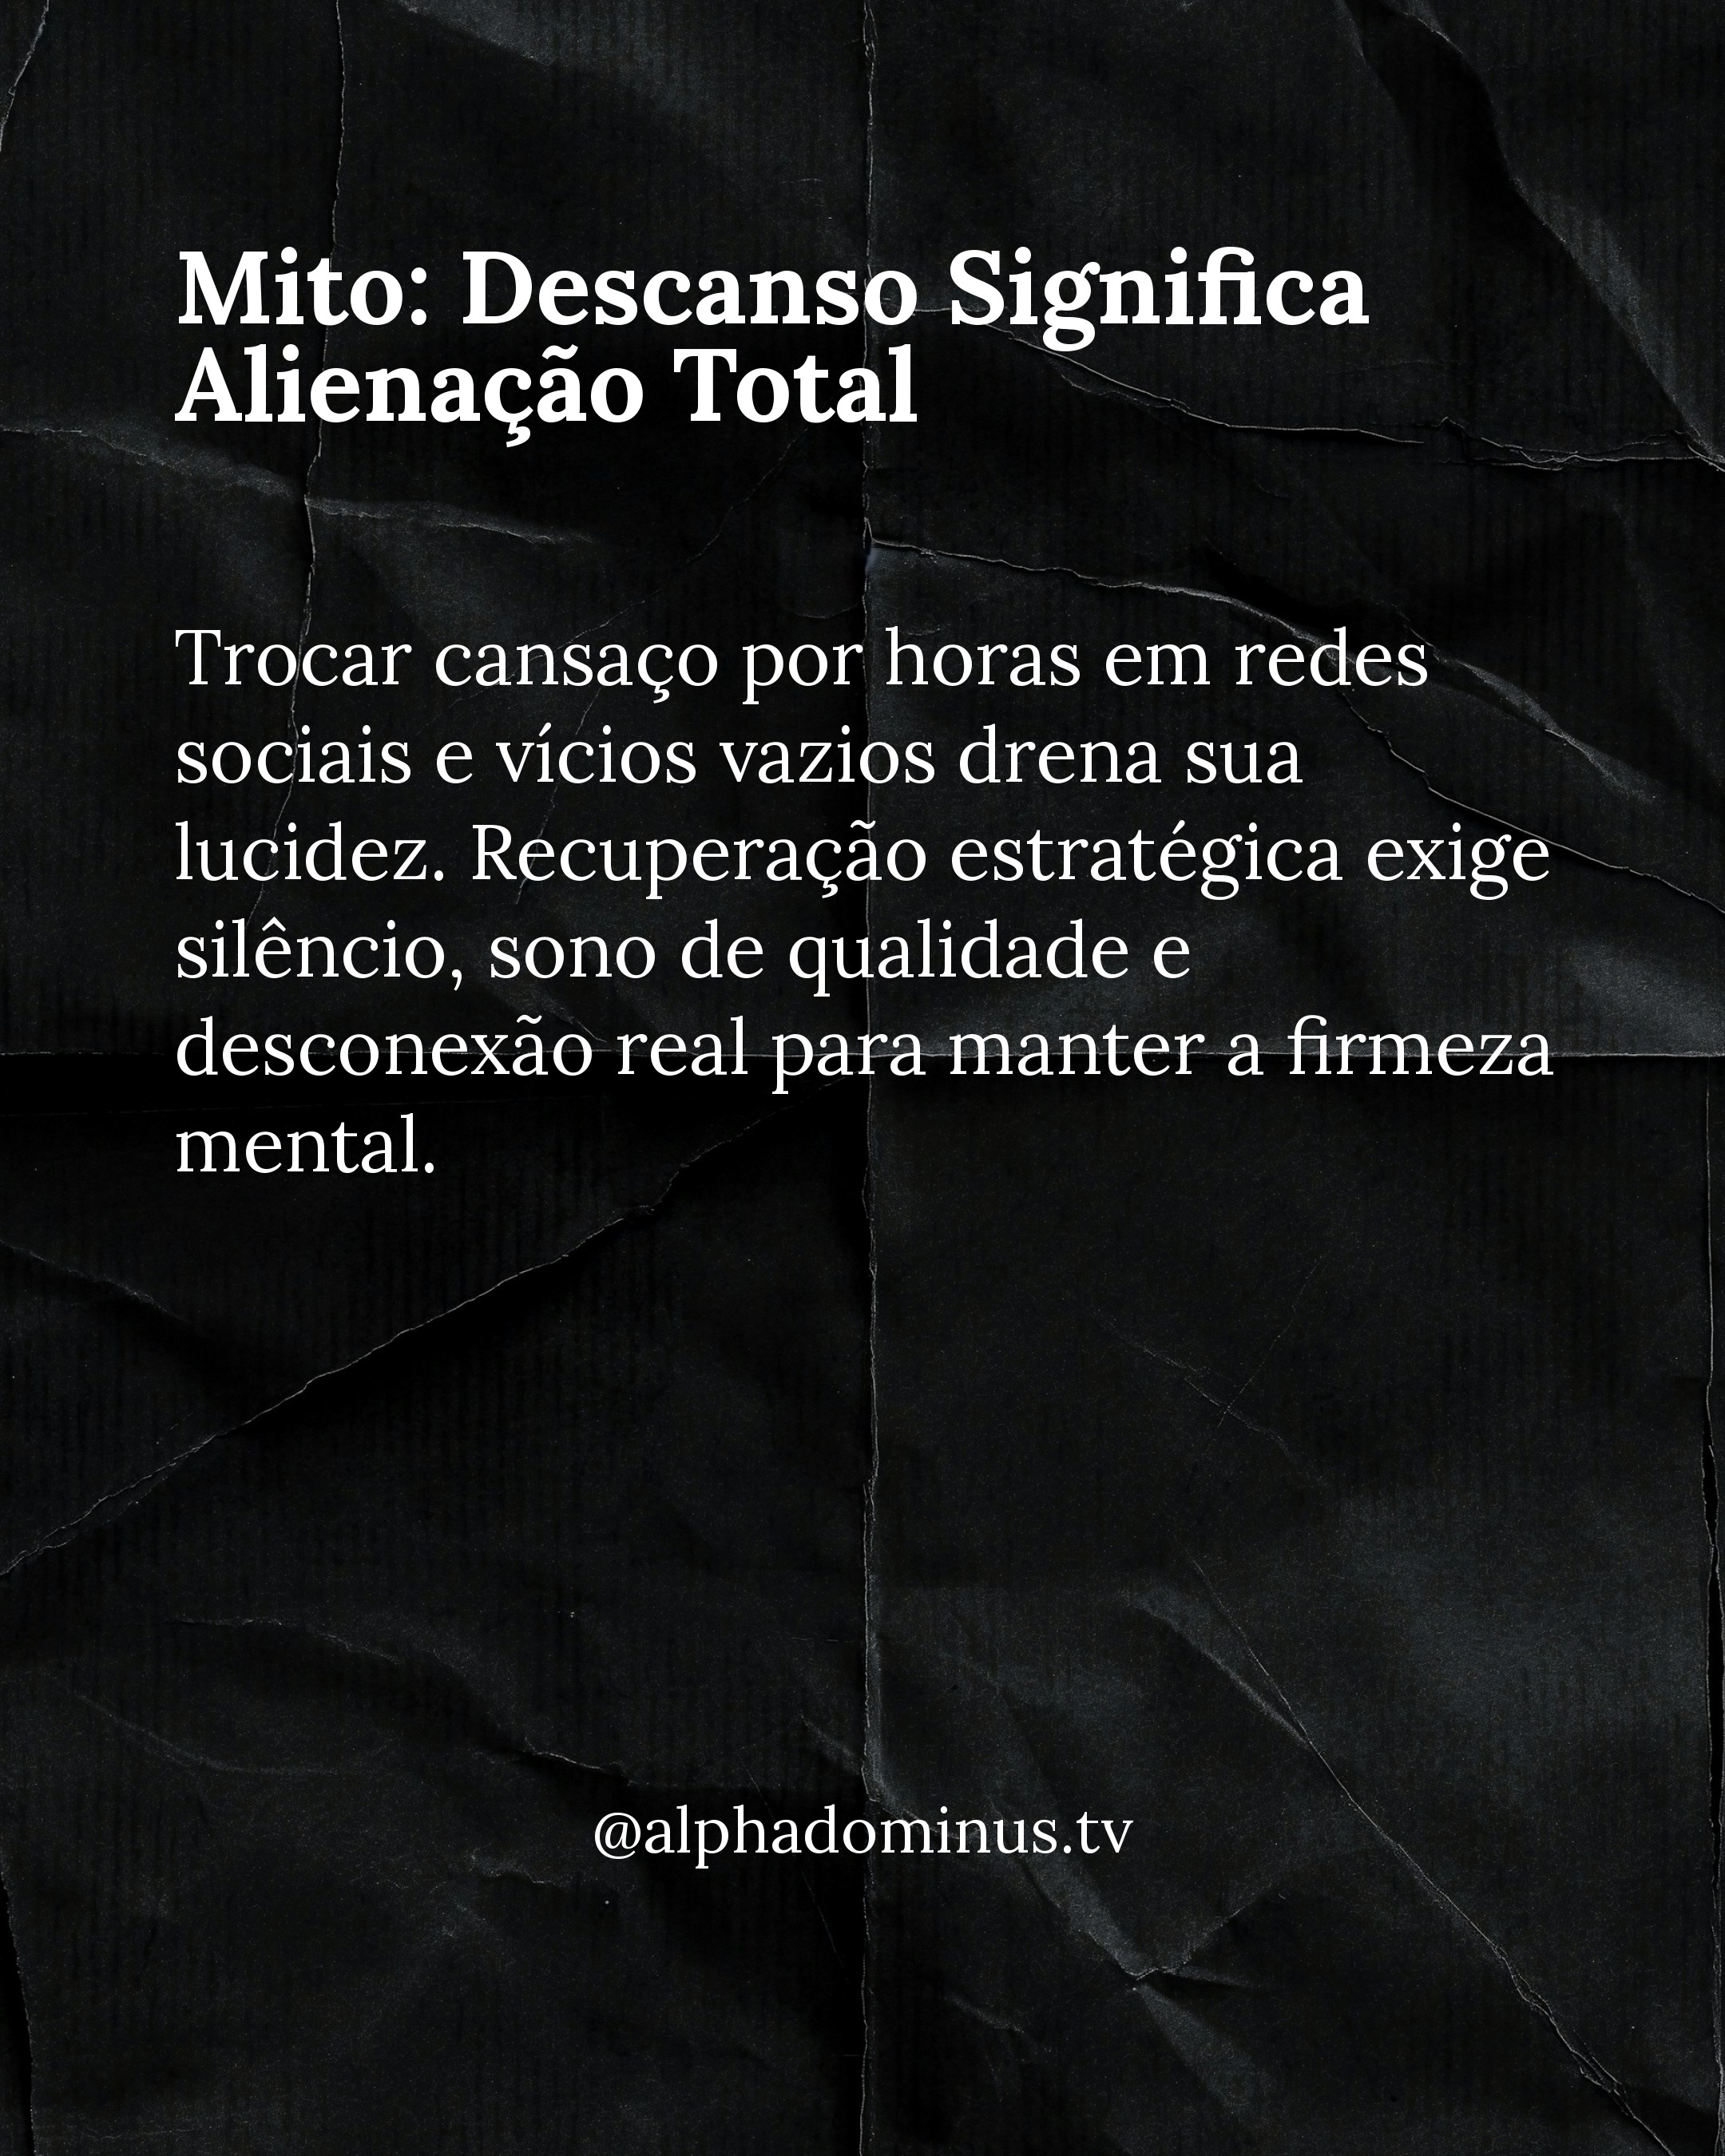 Mito: Descanso Significa
Alienação Total
Trocar cansaço por horas em redes
sociais e vícios vazios drena sua
lucidez. Recuperação estratégica exige
silêncio, sono de qualidade e
desconexão real para manter a firmeza
mental.
@alphadominus.tv